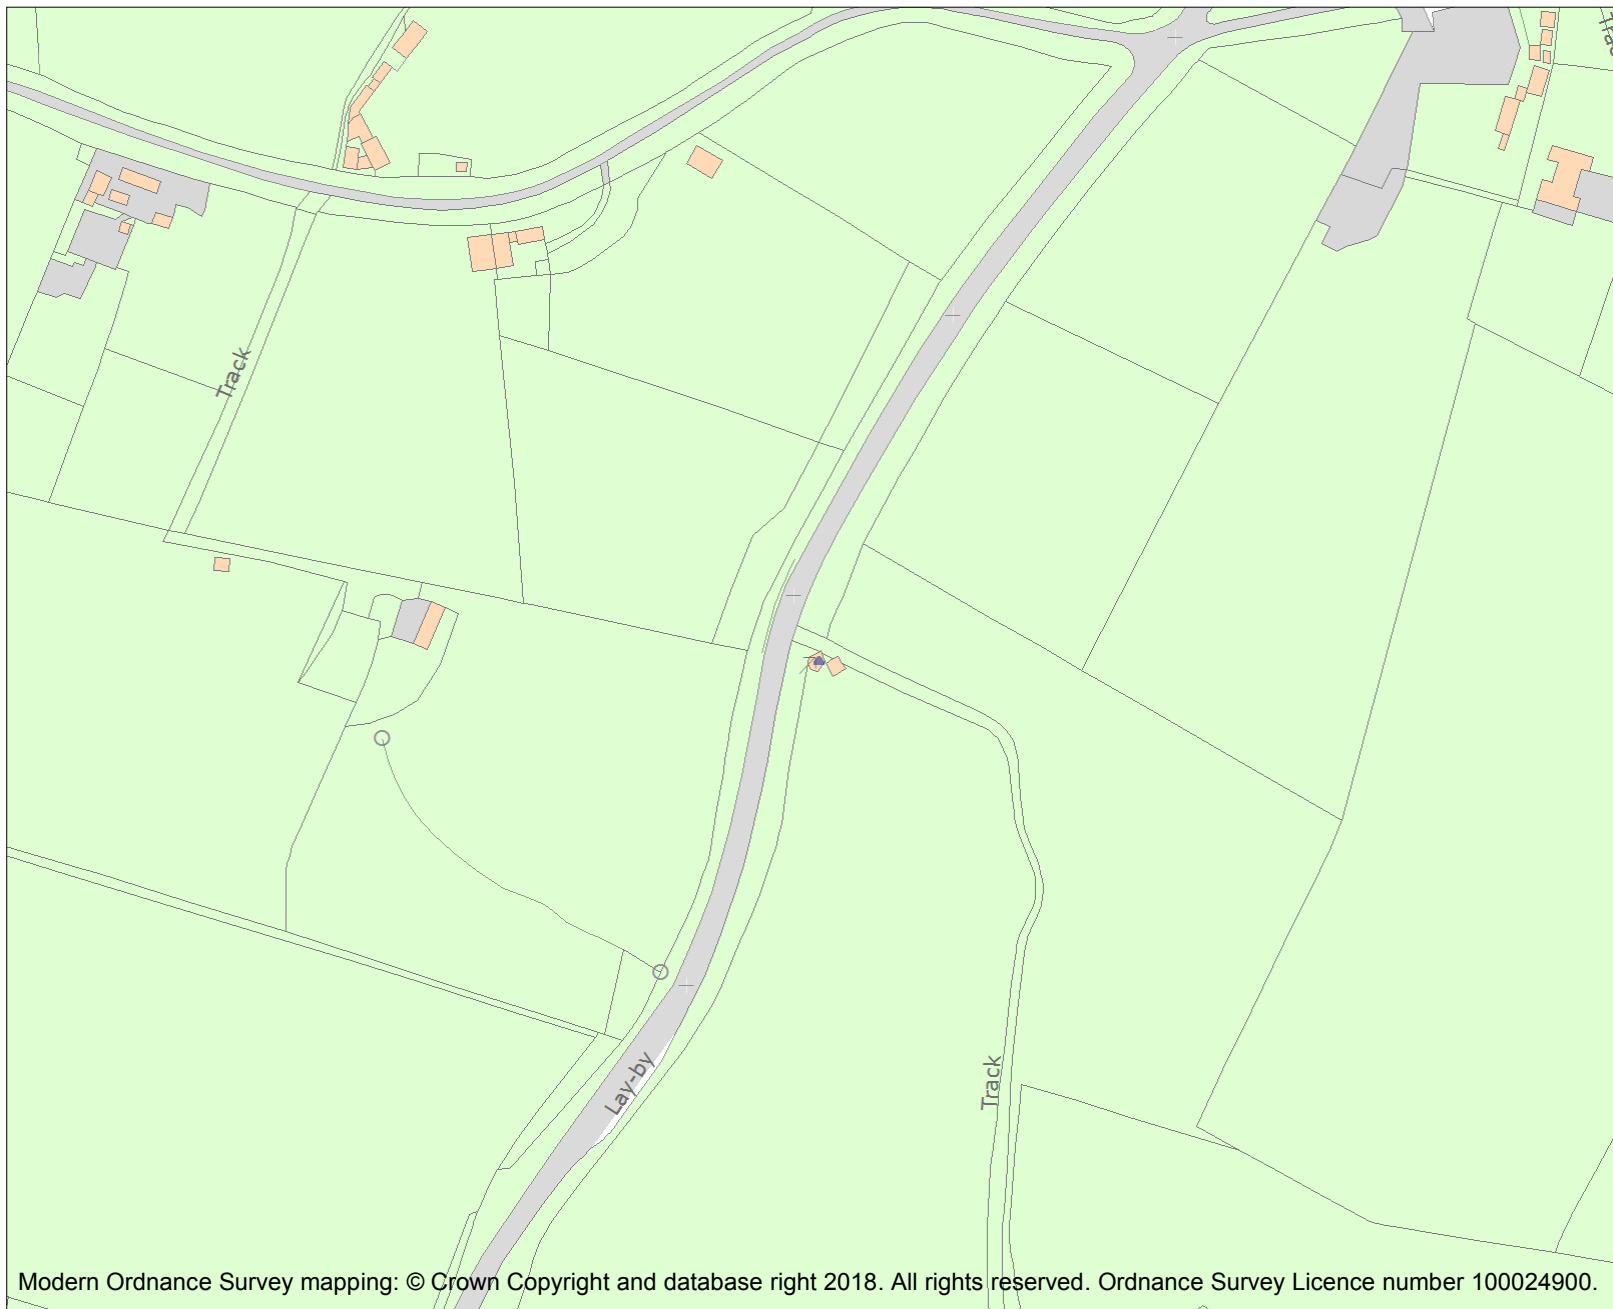 Track
Lay-by
Track
Modern Ordnance Survey mapping: © Crown Copyright and database right 2018. All rights reserved. Ordnance Survey Licence number 100024900.